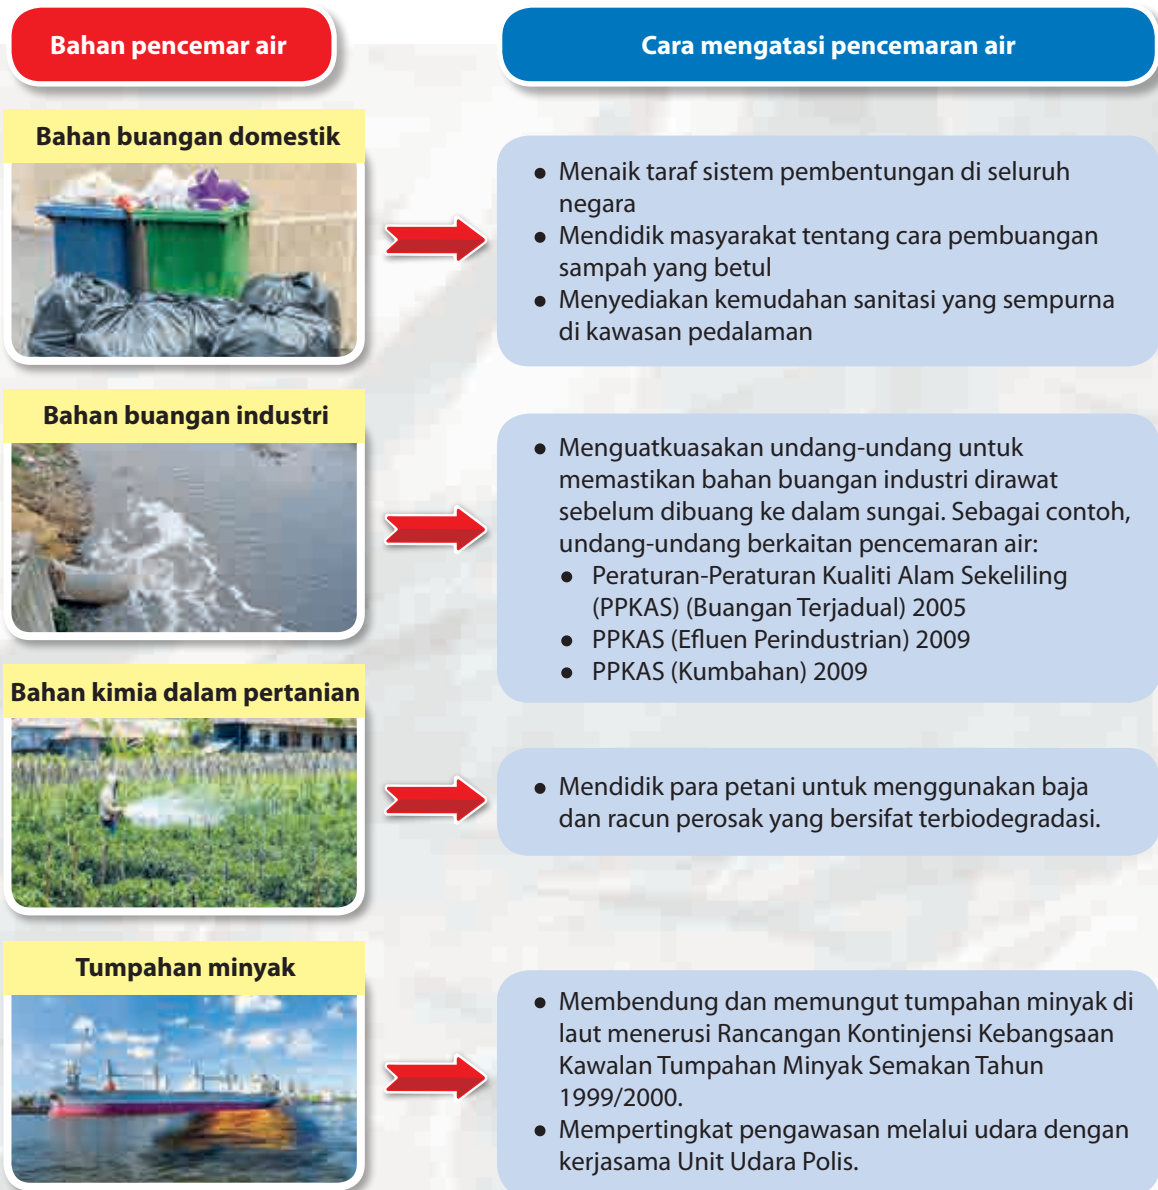 Bahan pencemar air
Cara mengatasi pencemaran air
Bahan buangan domestik
● Menaik taraf sistem pembentungan di seluruh
negara
● Mendidik masyarakat tentang cara pembuangan
sampah yang betul
● Menyediakan kemudahan sanitasi yang sempurna
di kawasan pedalaman
Bahan buangan industri
● Menguatkuasakan undang-undang untuk
memastikan bahan buangan industri dirawat
sebelum dibuang ke dalam sungai. Sebagai contoh,
undang-undang berkaitan pencemaran air:
● Peraturan-Peraturan Kualiti Alam Sekeliling
(PPKAS) (Buangan Terjadual) 2005
● PPKAS (Efluen Perindustrian) 2009
● PPKAS (Kumbahan) 2009
Bahan kimia dalam pertanian
● Mendidik para petani untuk menggunakan baja
dan racun perosak yang bersifat terbiodegradasi.
Tumpahan minyak
● Membendung dan memungut tumpahan minyak di
laut menerusi Rancangan Kontinjensi Kebangsaan
Kawalan Tumpahan Minyak Semakan Tahun
1999/2000.
● Mempertingkat pengawasan melalui udara dengan
kerjasama Unit Udara Polis.